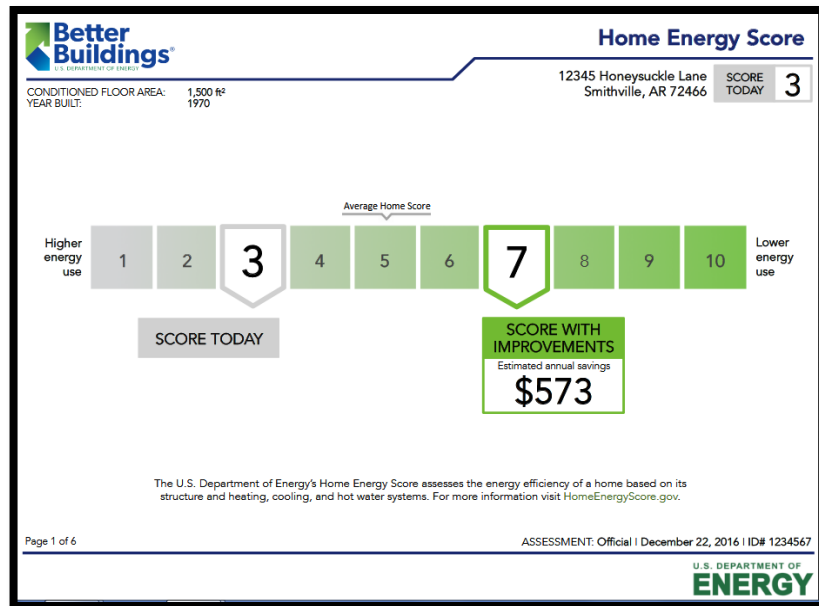 Better
Buildings®
U.S. DEPARTMENT OF ENERGY
Home Energy Score
12345 Honeysuckle Lane
Smithville, AR 72466
SCORE
TODAY
3
CONDITIONED FLOOR AREA: 1,500 ft²
YEAR BUILT: 1970
Average Home Score
Higher
energy
use
1 2 3 4 5 6 7 8 9 10
Lower
energy
use
SCORE TODAY
SCORE WITH
IMPROVEMENTS
Estimated annual savings
$573
The U.S. Department of Energy's Home Energy Score assesses the energy efficiency of a home based on its
structure and heating, cooling, and hot water systems. For more information visit HomeEnergyScore.gov.
Page 1 of 6
ASSESSMENT: Official | December 22, 2016 | ID# 1234567
U.S. DEPARTMENT OF
ENERGY